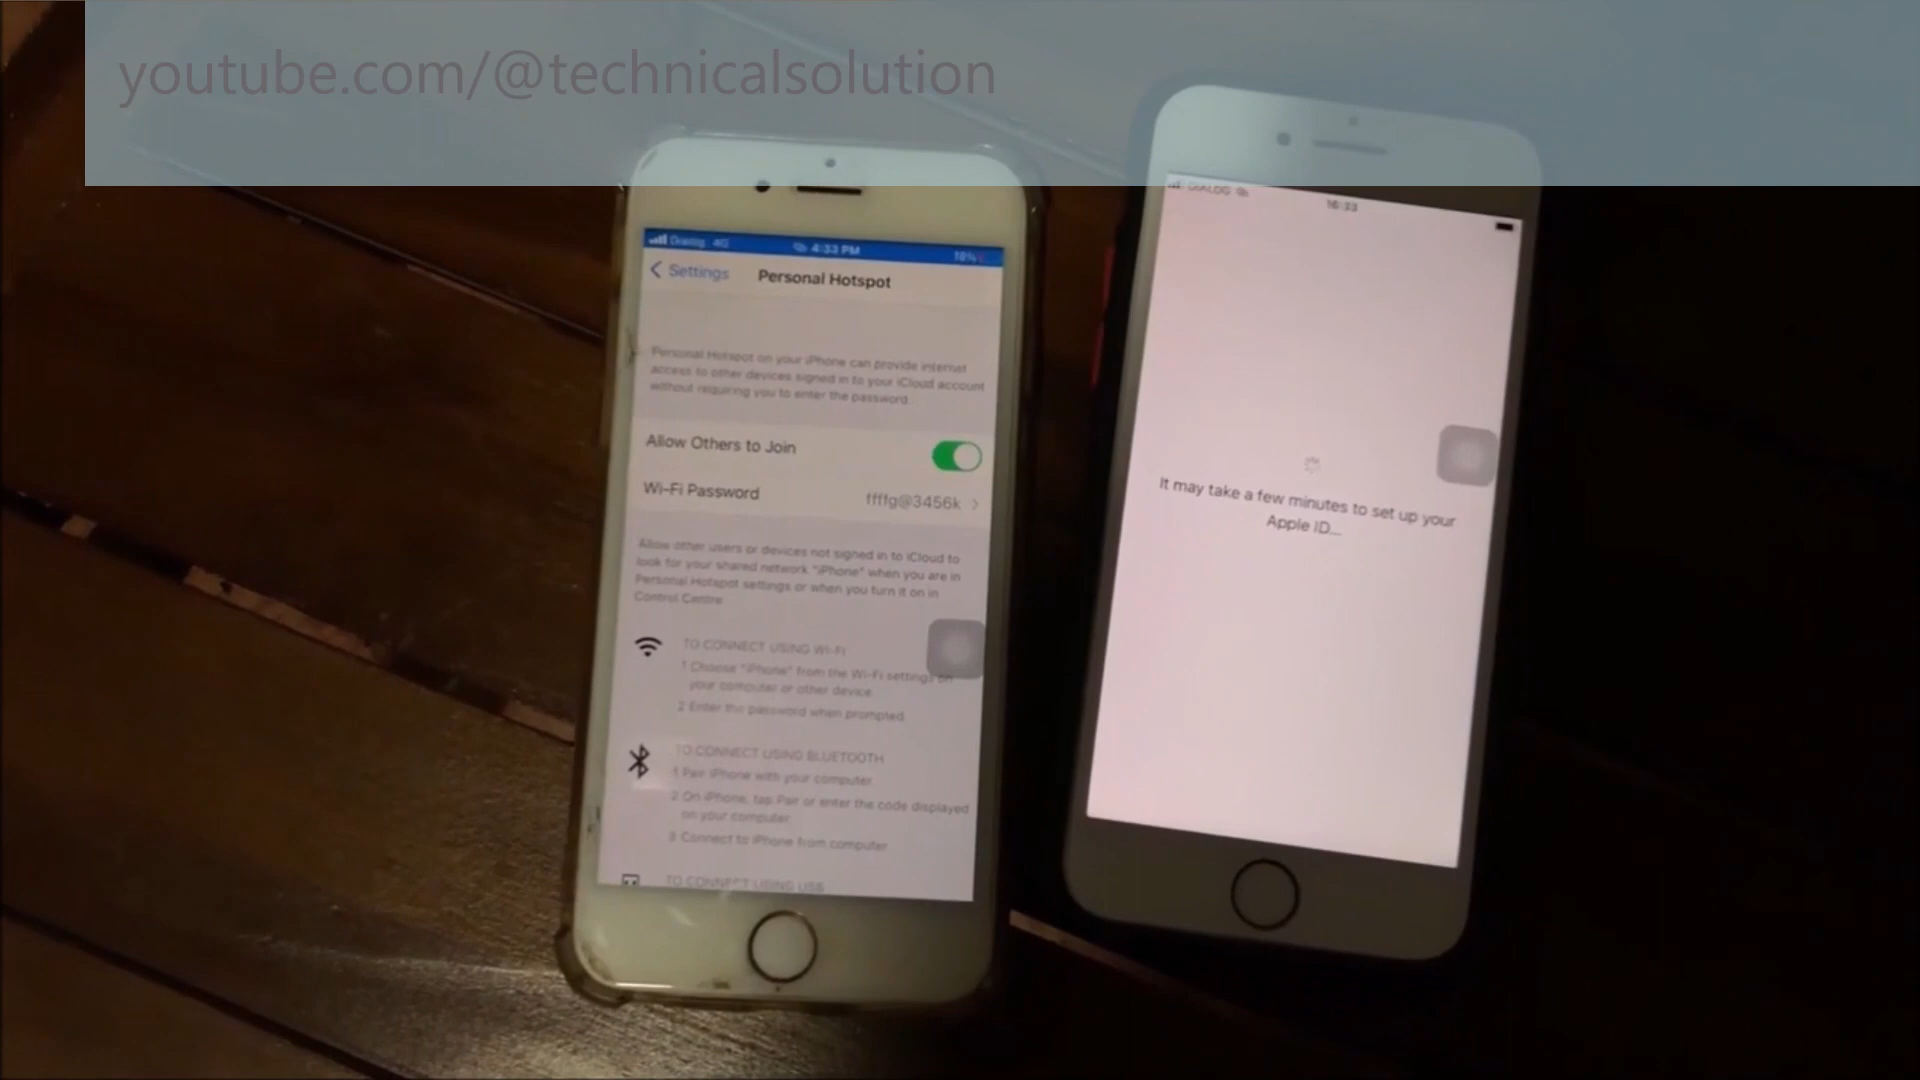 youtube.com/@technicalsolution
Dialog 4G 4:33 PM 18%
Settings Personal Hotspot
Personal Hotspot on your iPhone can provide internet
access to other devices signed in to your iCloud account
without requiring you to enter the password.
Allow Others to Join
Wi-Fi Password ffffg@3456k
Allow other users or devices not signed in to iCloud to
look for your shared network "iPhone" when you are in
Personal Hotspot settings or when you turn it on in
Control Centre.
TO CONNECT USING WI-FI
1 Choose "iPhone" from the Wi-Fi settings on
your computer or other device.
2 Enter the password when prompted.
TO CONNECT USING BLUETOOTH
1 Pair iPhone with your computer.
2 On iPhone, tap Pair or enter the code displayed
on your computer.
3 Connect to iPhone from computer.
TO CONNECT USING USB
DIALOG 16:33
It may take a few minutes to set up your
Apple ID...